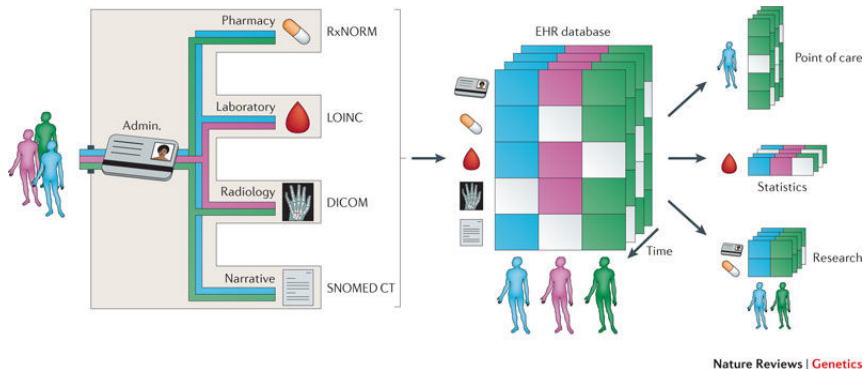 Pharmacy
RxNORM
Admin.
Laboratory
LOINC
Radiology
DICOM
Narrative
SNOMED CT
EHR database
Time
Point of care
Statistics
Research
Nature Reviews | Genetics